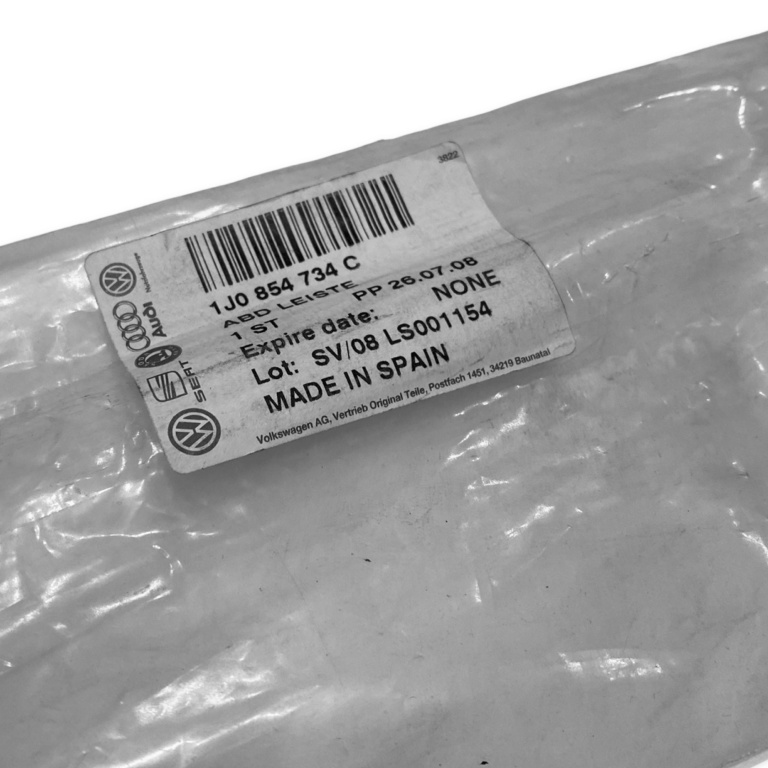 3822
1J0 854 734 C
ABD LEISTE
1 ST PP 26.07.08
Expire date: NONE
Lot: SV/08 LS001154
MADE IN SPAIN
Volkswagen AG, Vertrieb Original Teile, Postfach 1451, 34219 Baunatal
AUDI
SEAT